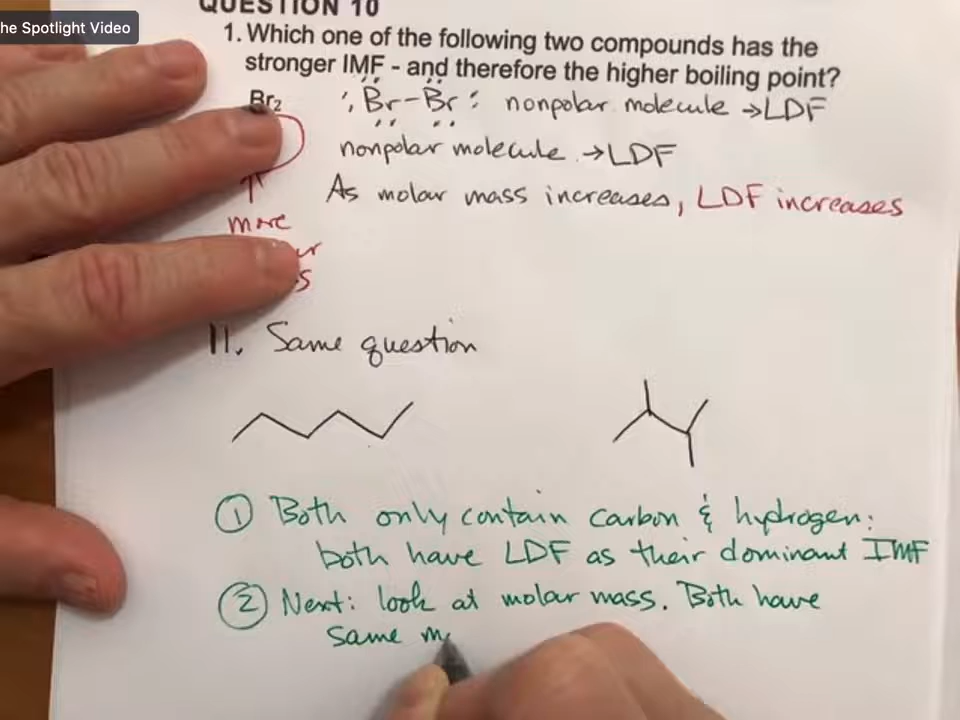 he Spotlight Video
QUESTION 10
1. Which one of the following two compounds has the
stronger IMF - and therefore the higher boiling point?
Br₂ :Br-Br: nonpolar molecule → LDF
nonpolar molecule → LDF
As molar mass increases, LDF increases
more
II. Same question
① Both only contain carbon & hydrogen:
both have LDF as their dominant IMF
② Next: look at molar mass. Both have
same